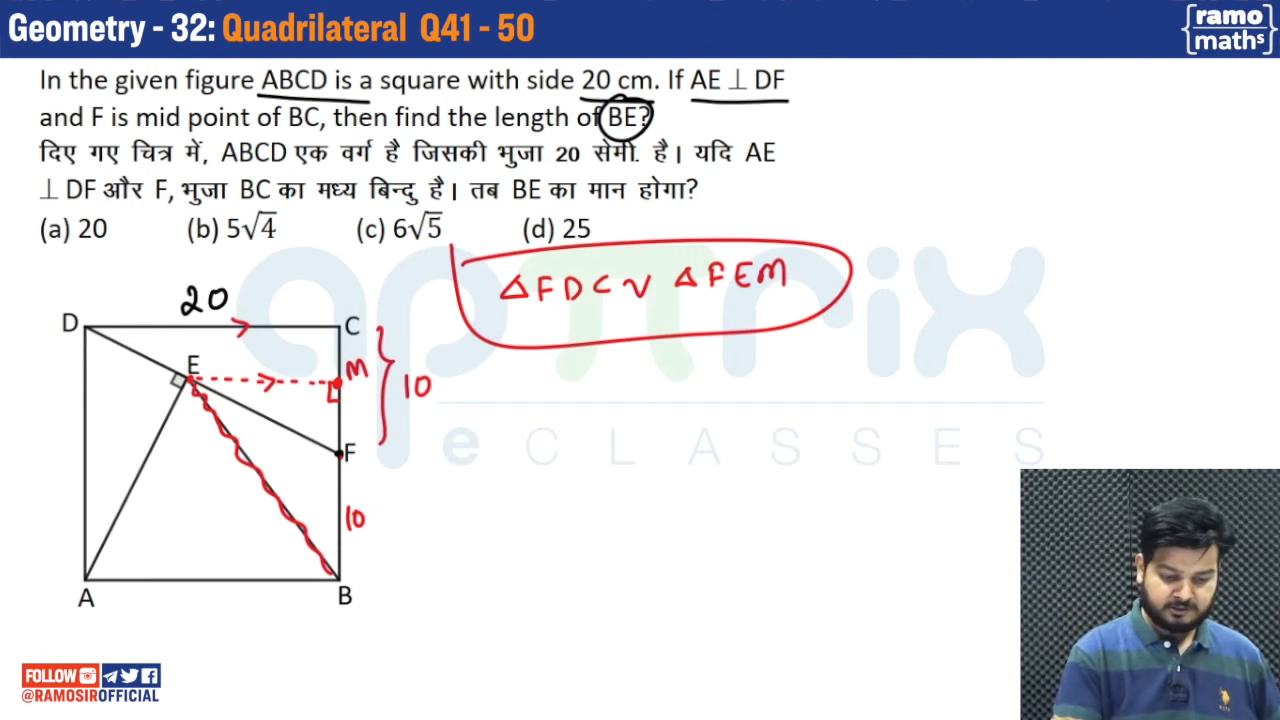 Geometry - 32: Quadrilateral Q41 - 50
ramo
maths
In the given figure ABCD is a square with side 20 cm. If AE ⊥ DF
and F is mid point of BC, then find the length of BE?
दिए गए चित्र में, ABCD एक वर्ग है जिसकी भुजा 20 सेमी. है। यदि AE
⊥ DF और F, भुजा BC का मध्य बिन्दु है। तब BE का मान होगा?
(a) 20 (b) 5√4 (c) 6√5 (d) 25
△FDC ~ △FEM
20
D C
E M
10
F
10
A B
eCLASSES
FOLLOW
@RAMOSIROFFICIAL